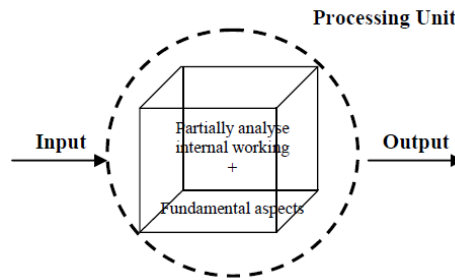 Processing Unit
Input
Partially analyse
internal working
+
Fundamental aspects
Output